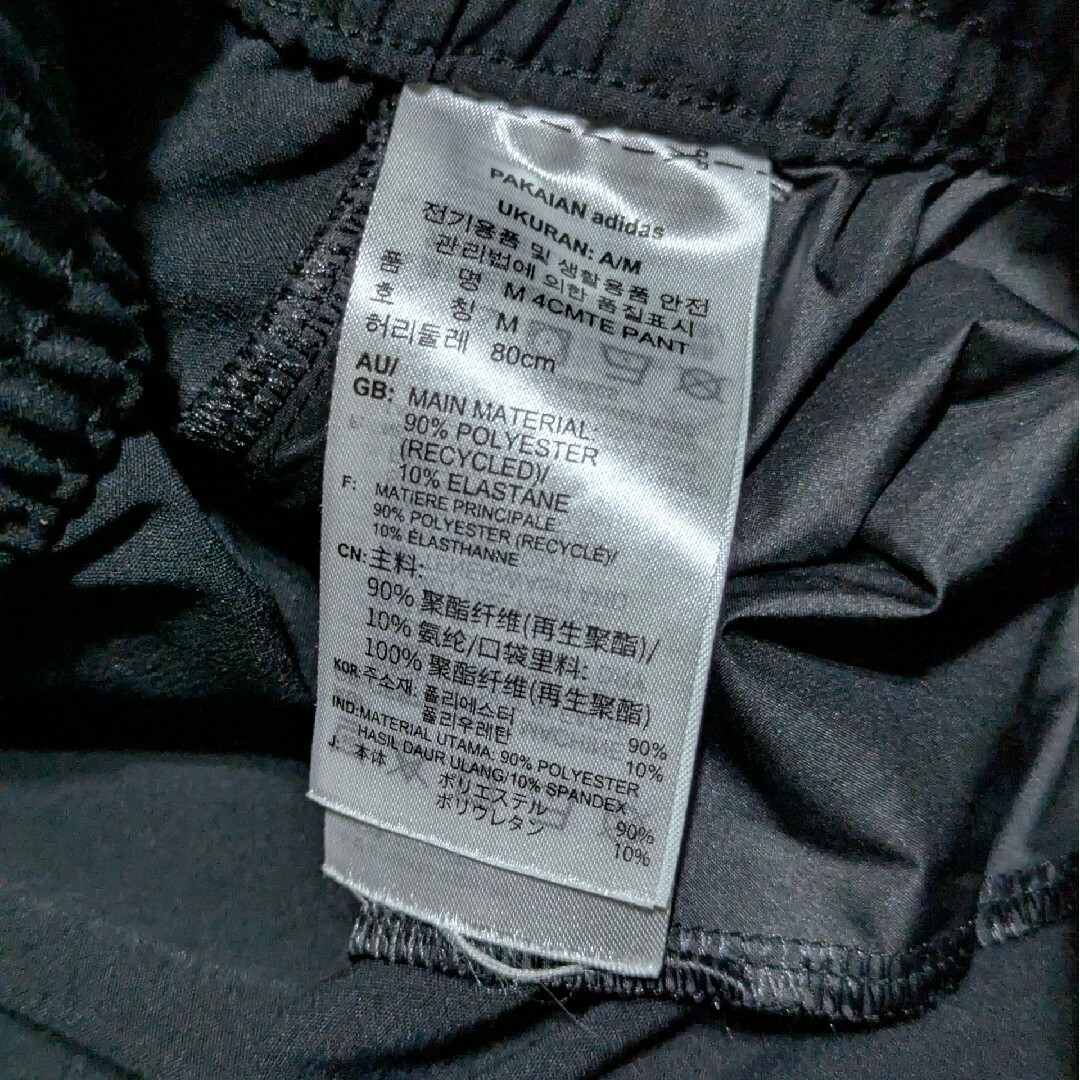 PAKAIAN adidas
UKURAN: A/M
전기용품 및 생활용품 안전
관리법에 의한 품질표시
품 명 M 4CMTE PANT
호 칭 M
허리둘레 80cm
AU/
GB: MAIN MATERIAL:
90% POLYESTER
(RECYCLED)/
10% ELASTANE
F: MATIERE PRINCIPALE:
90% POLYESTER (RECYCLÉ)/
10% ÉLASTHANNE
CN: 主料:
90% 聚酯纤维(再生聚酯)/
10% 氨纶/口袋里料:
100% 聚酯纤维(再生聚酯)
KOR: 주소재: 폴리에스터 90%
폴리우레탄 10%
IND: MATERIAL UTAMA: 90% POLYESTER
HASIL DAUR ULANG/10% SPANDEX
J: 本体 ポリエステル 90%
ポリウレタン 10%